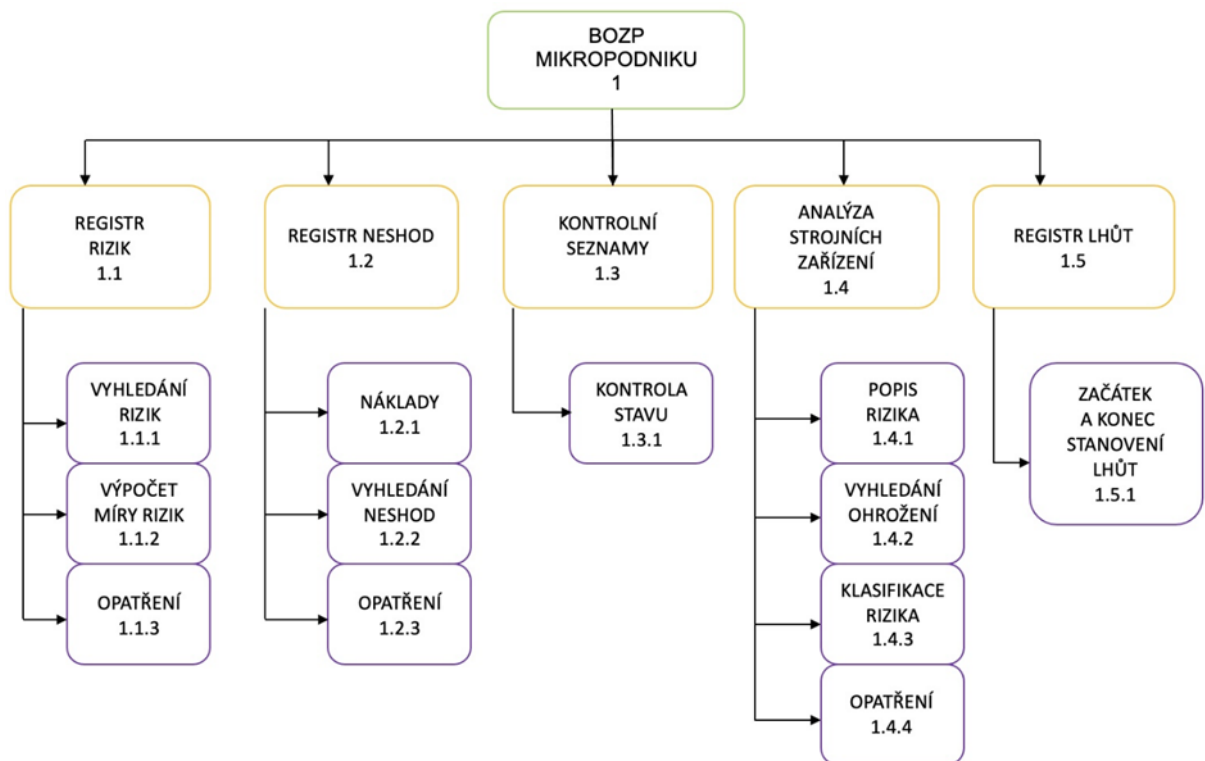 BOZP
MIKROPODNIKU
1
REGISTR
RIZIK
1.1
REGISTR NESHOD
1.2
KONTROLNÍ
SEZNAMY
1.3
ANALÝZA
STROJNÍCH
ZAŘÍZENÍ
1.4
REGISTR LHŮT
1.5
VYHLEDÁNÍ
RIZIK
1.1.1
VÝPOČET
MÍRY RIZIK
1.1.2
OPATŘENÍ
1.1.3
NÁKLADY
1.2.1
VYHLEDÁNÍ
NESHOD
1.2.2
OPATŘENÍ
1.2.3
KONTROLA
STAVU
1.3.1
POPIS
RIZIKA
1.4.1
VYHLEDÁNÍ
OHROŽENÍ
1.4.2
KLASIFIKACE
RIZIKA
1.4.3
OPATŘENÍ
1.4.4
ZAČÁTEK
A KONEC
STANOVENÍ
LHŮT
1.5.1